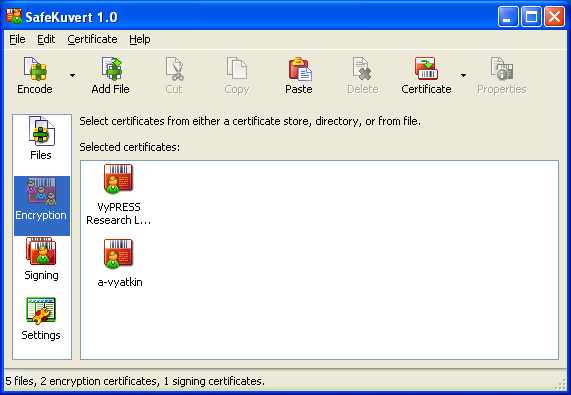 SafeKuvert 1.0
File Edit Certificate Help
Encode Add File Cut Copy Paste Delete Certificate Properties
Select certificates from either a certificate store, directory, or from file.
Files
Selected certificates:
Encryption
Signing
Settings
VyPRESS
Research L...
a-vyatkin
5 files, 2 encryption certificates, 1 signing certificates.